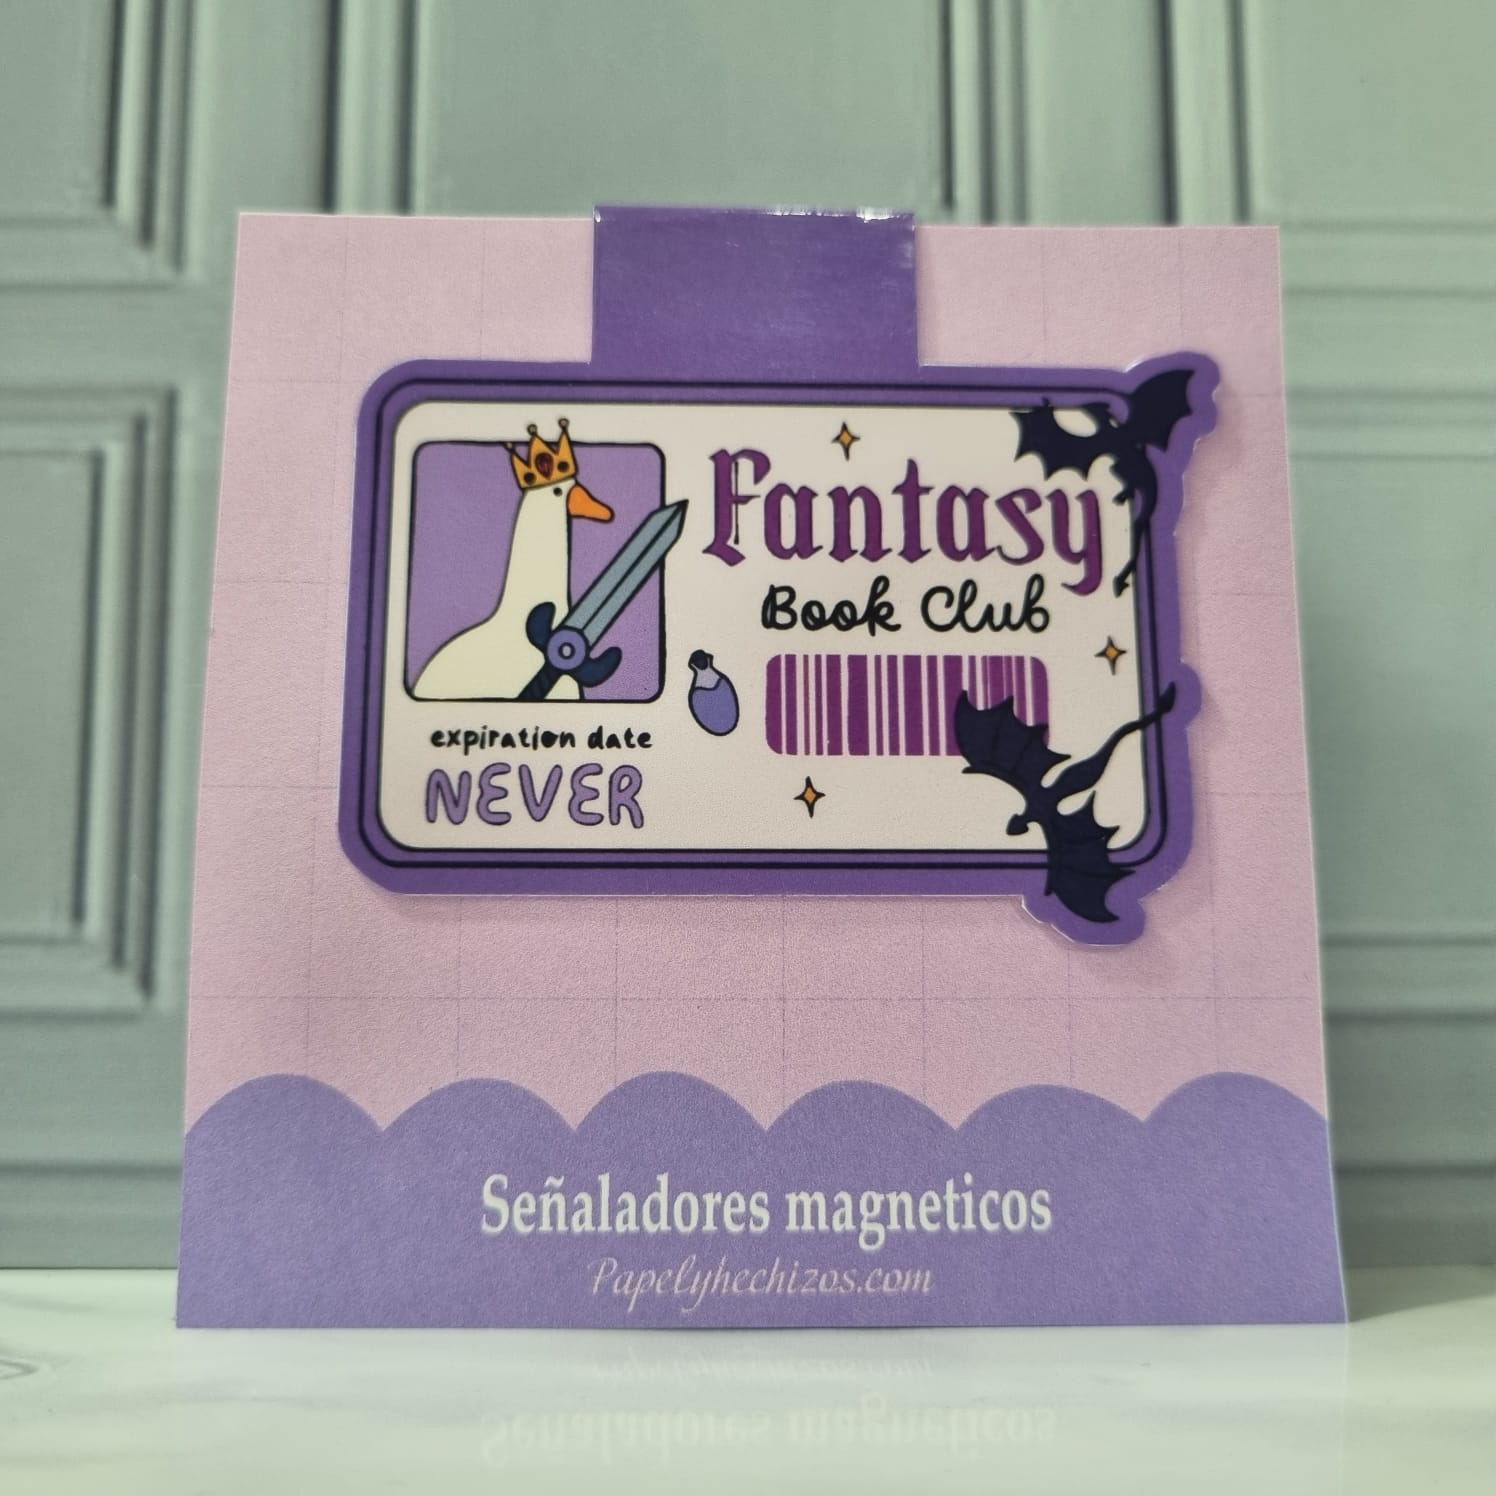 Fantasy
Book Club
expiration date
NEVER
Señaladores magneticos
Papelyhechizos.com